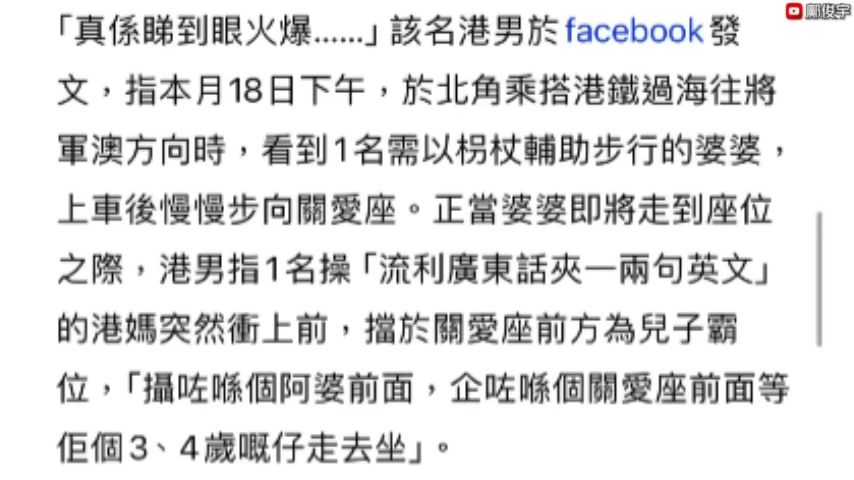 鄺俊宇
「真係睇到眼火爆……」該名港男於facebook發
文，指本月18日下午，於北角乘搭港鐵過海往將
軍澳方向時，看到1名需以柺杖輔助步行的婆婆，
上車後慢慢步向關愛座。正當婆婆即將走到座位
之際，港男指1名操「流利廣東話夾一兩句英文」
的港媽突然衝上前，擋於關愛座前方為兒子霸
位，「攝咗喺個阿婆前面，企咗喺個關愛座前面等
佢個3、4歲嘅仔走去坐」。